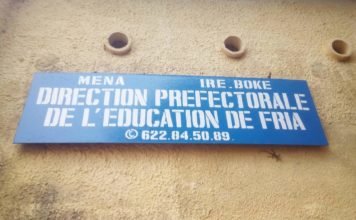 MENA IRE.BOKE
DIRECTION PREFECTORALE
DE L'EDUCATION DE FRIA
✆ 622.84.50.89.